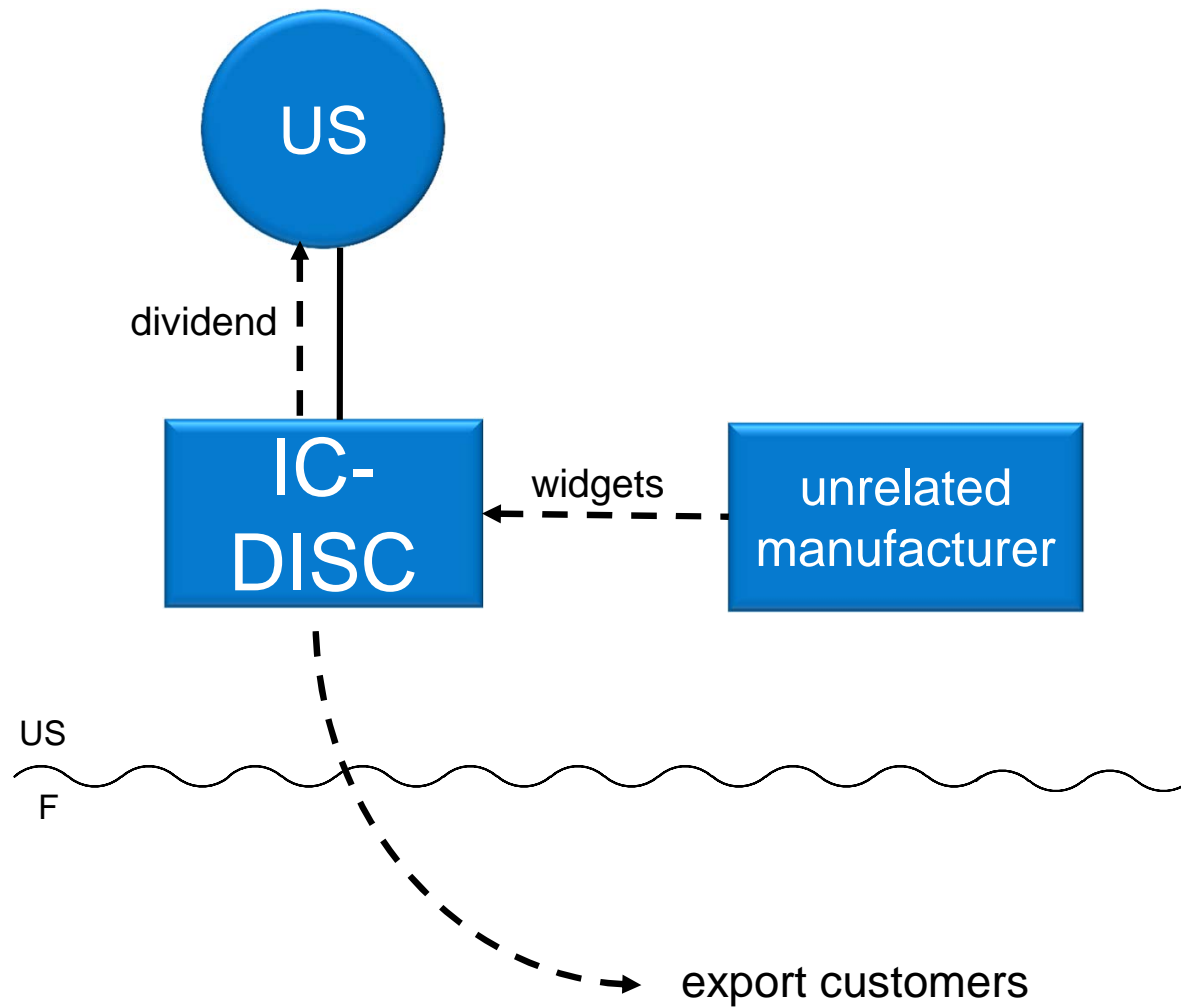 US
dividend
IC-
DISC
widgets
unrelated
manufacturer
US
F
export customers